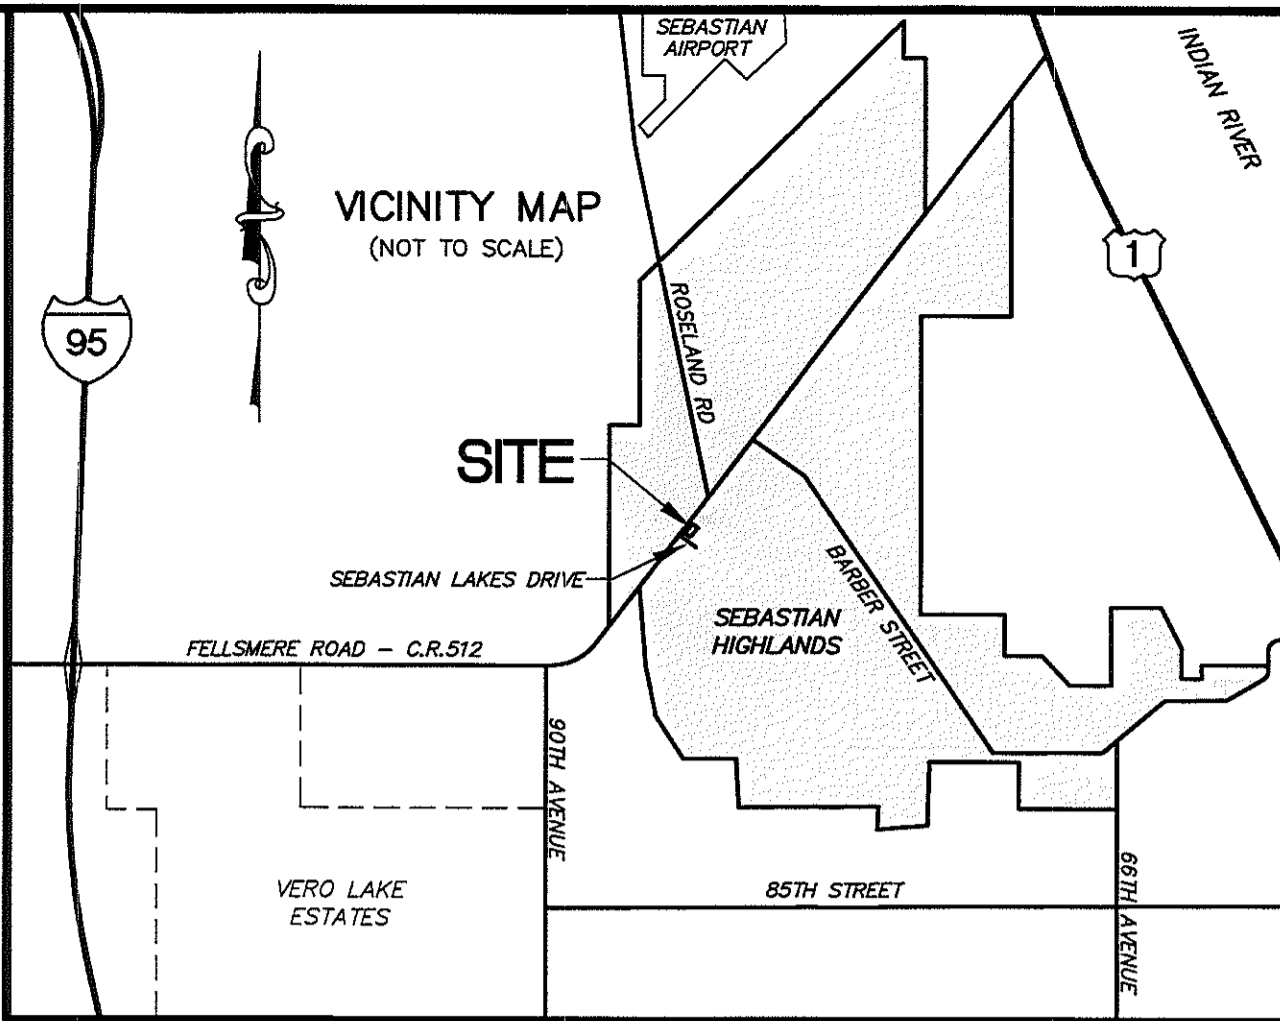 SEBASTIAN
AIRPORT
INDIAN RIVER
VICINITY MAP
(NOT TO SCALE)
1
95
ROSELAND RD
SITE
SEBASTIAN LAKES DRIVE
BARBER STREET
SEBASTIAN
HIGHLANDS
FELLSMERE ROAD - C.R.512
90TH AVENUE
VERO LAKE
ESTATES
85TH STREET
66TH AVENUE